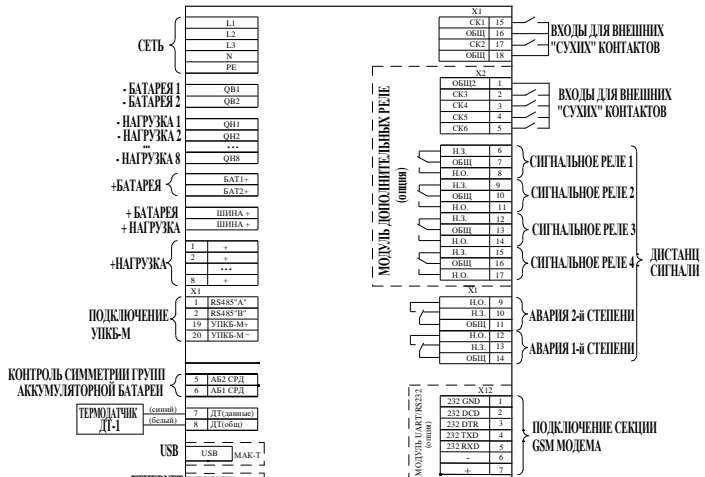 СЕТЬ
L1
L2
L3
N
PE
- БАТАРЕЯ 1 QB1
- БАТАРЕЯ 2 QB2
- НАГРУЗКА 1 QH1
- НАГРУЗКА 2 QH2
... ...
- НАГРУЗКА 8 QH8
+БАТАРЕЯ
БАТ1+
БАТ2+
+ БАТАРЕЯ ШИНА +
+ НАГРУЗКА ШИНА +
+НАГРУЗКА
1 +
2 +
...
8 +
X1
ПОДКЛЮЧЕНИЕ
УПКБ-М
1 RS485"A"
2 RS485"B"
19 УПКБ-М+
20 УПКБ-М−
КОНТРОЛЬ СИММЕТРИИ ГРУПП
АККУМУЛЯТОРНОЙ БАТАРЕИ
5 АБ2 СРД
6 АБ1 СРД
ТЕРМОДАТЧИК
ДТ-1
(синий) 7 ДТ(данные)
(белый) 8 ДТ(общ)
USB USB МАК-Т
ETHERNET
X1
СК1 15
ОБЩ 16
СК2 17
ОБЩ 18
ВХОДЫ ДЛЯ ВНЕШНИХ
"СУХИХ" КОНТАКТОВ
МОДУЛЬ ДОПОЛНИТЕЛЬНЫХ РЕЛЕ
(опция)
X2
ОБЩ2 1
СК3 2
СК4 3
СК5 4
СК6 5
ВХОДЫ ДЛЯ ВНЕШНИХ
"СУХИХ" КОНТАКТОВ
Н.З. 6
ОБЩ 7
Н.О. 8
СИГНАЛЬНОЕ РЕЛЕ 1
Н.З. 9
ОБЩ 10
Н.О. 11
СИГНАЛЬНОЕ РЕЛЕ 2
Н.З. 12
ОБЩ 13
Н.О. 14
СИГНАЛЬНОЕ РЕЛЕ 3
Н.З. 15
ОБЩ 16
Н.О. 17
СИГНАЛЬНОЕ РЕЛЕ 4
ДИСТАНЦ
СИГНАЛИ
X1
Н.О. 9
Н.З. 10
ОБЩ 11
АВАРИЯ 2-й СТЕПЕНИ
Н.О. 12
Н.З. 13
ОБЩ 14
АВАРИЯ 1-й СТЕПЕНИ
МОДУЛЬ UART/RS232
(опция)
X12
232 GND 1
232 DCD 2
232 DTR 3
232 TXD 4
232 RXD 5
- 6
+ 7
ПОДКЛЮЧЕНИЕ СЕКЦИИ
GSM МОДЕМА